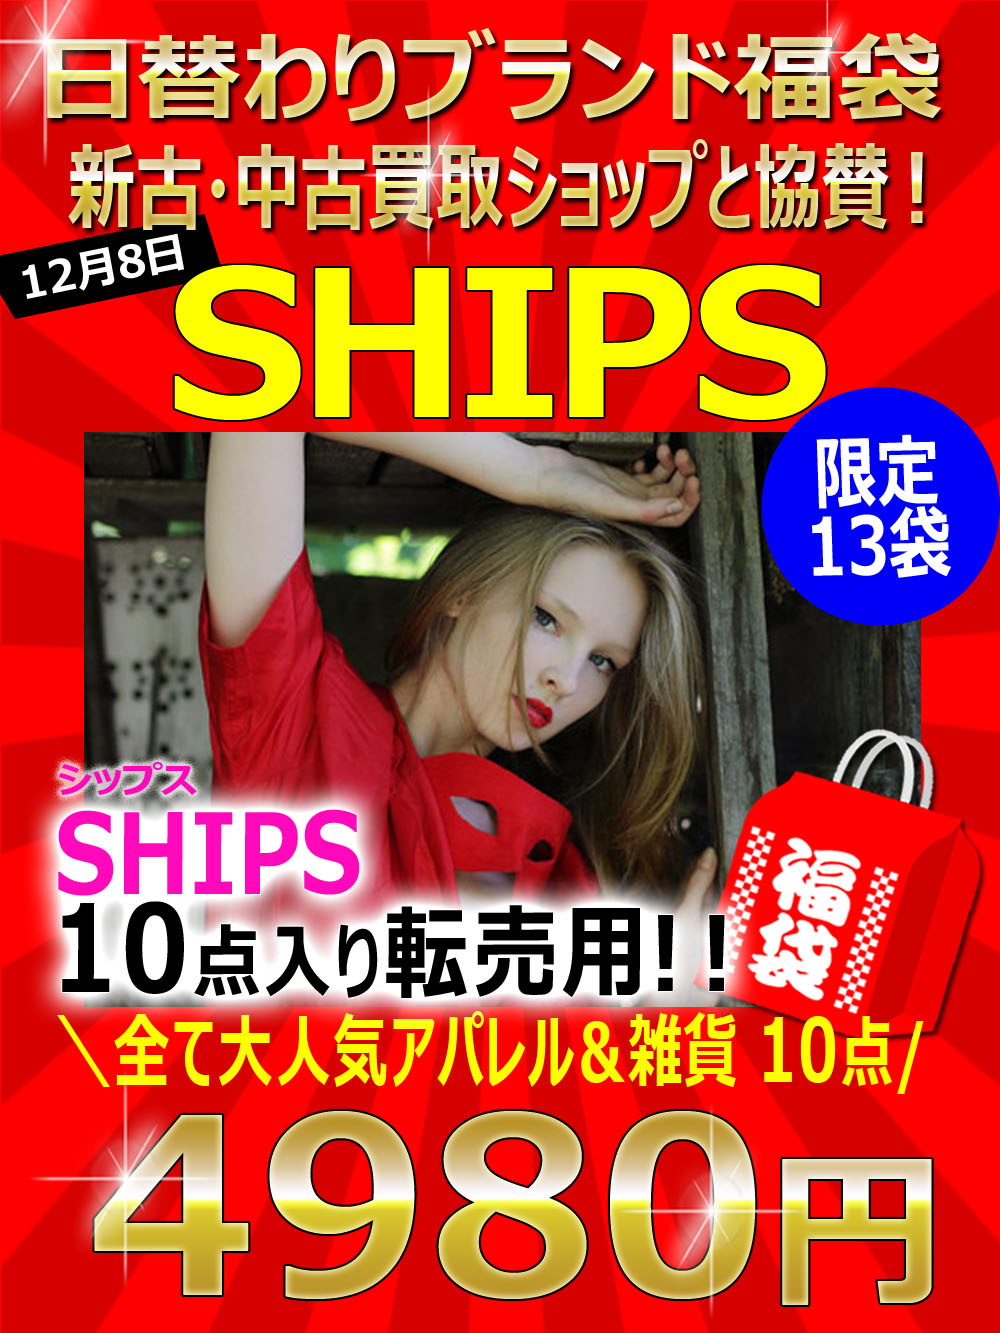 日替わりブランド福袋
新古・中古買取ショップと協賛！
12月8日
SHIPS
限定
13袋
シップス
SHIPS
10点入り転売用！！
福袋
＼全て大人気アパレル＆雑貨 10点/
4980円